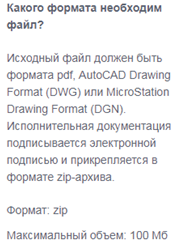 Какого формата необходим
файл?
Исходный файл должен быть
формата pdf, AutoCAD Drawing
Format (DWG) или MicroStation
Drawing Format (DGN).
Исполнительная документация
подписывается электронной
подписью и прикрепляется в
формате zip-архива.
Формат: zip
Максимальный объем: 100 Мб